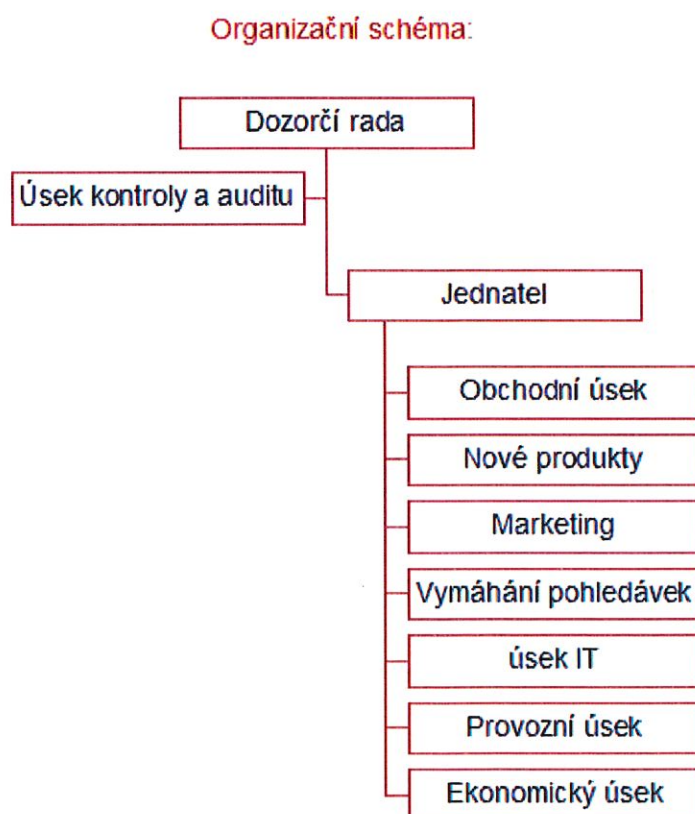 Organizační schéma:
Dozorčí rada
Úsek kontroly a auditu
Jednatel
Obchodní úsek
Nové produkty
Marketing
Vymáhání pohledávek
úsek IT
Provozní úsek
Ekonomický úsek